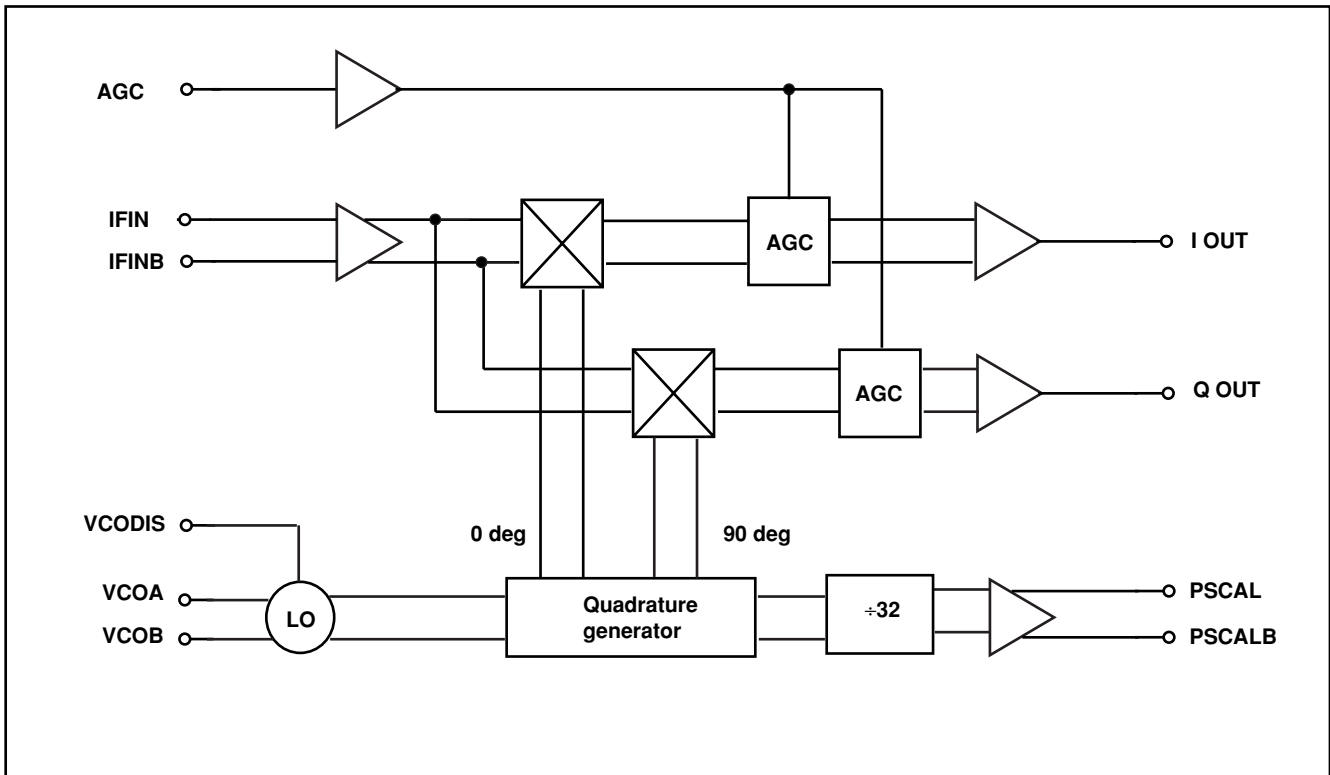 AGC
IFIN
IFINB
AGC
I OUT
AGC
Q OUT
VCODIS
0 deg
90 deg
VCOA
VCOB
LO
Quadrature
generator
÷32
PSCAL
PSCALB